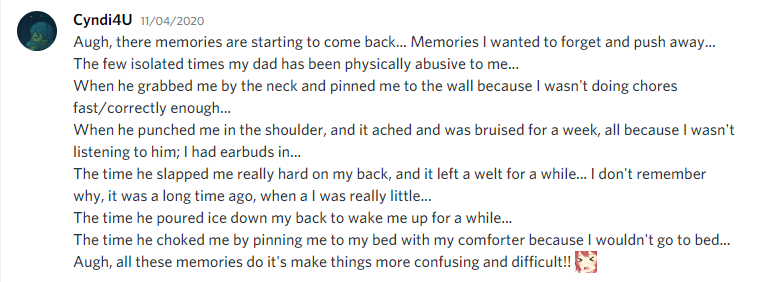 Cyndi4U 11/04/2020
Augh, there memories are starting to come back... Memories I wanted to forget and push away...
The few isolated times my dad has been physically abusive to me...
When he grabbed me by the neck and pinned me to the wall because I wasn't doing chores
fast/correctly enough...
When he punched me in the shoulder, and it ached and was bruised for a week, all because I wasn't
listening to him; I had earbuds in...
The time he slapped me really hard on my back, and it left a welt for a while... I don't remember
why, it was a long time ago, when a I was really little...
The time he poured ice down my back to wake me up for a while...
The time he choked me by pinning me to my bed with my comforter because I wouldn't go to bed...
Augh, all these memories do it's make things more confusing and difficult!!